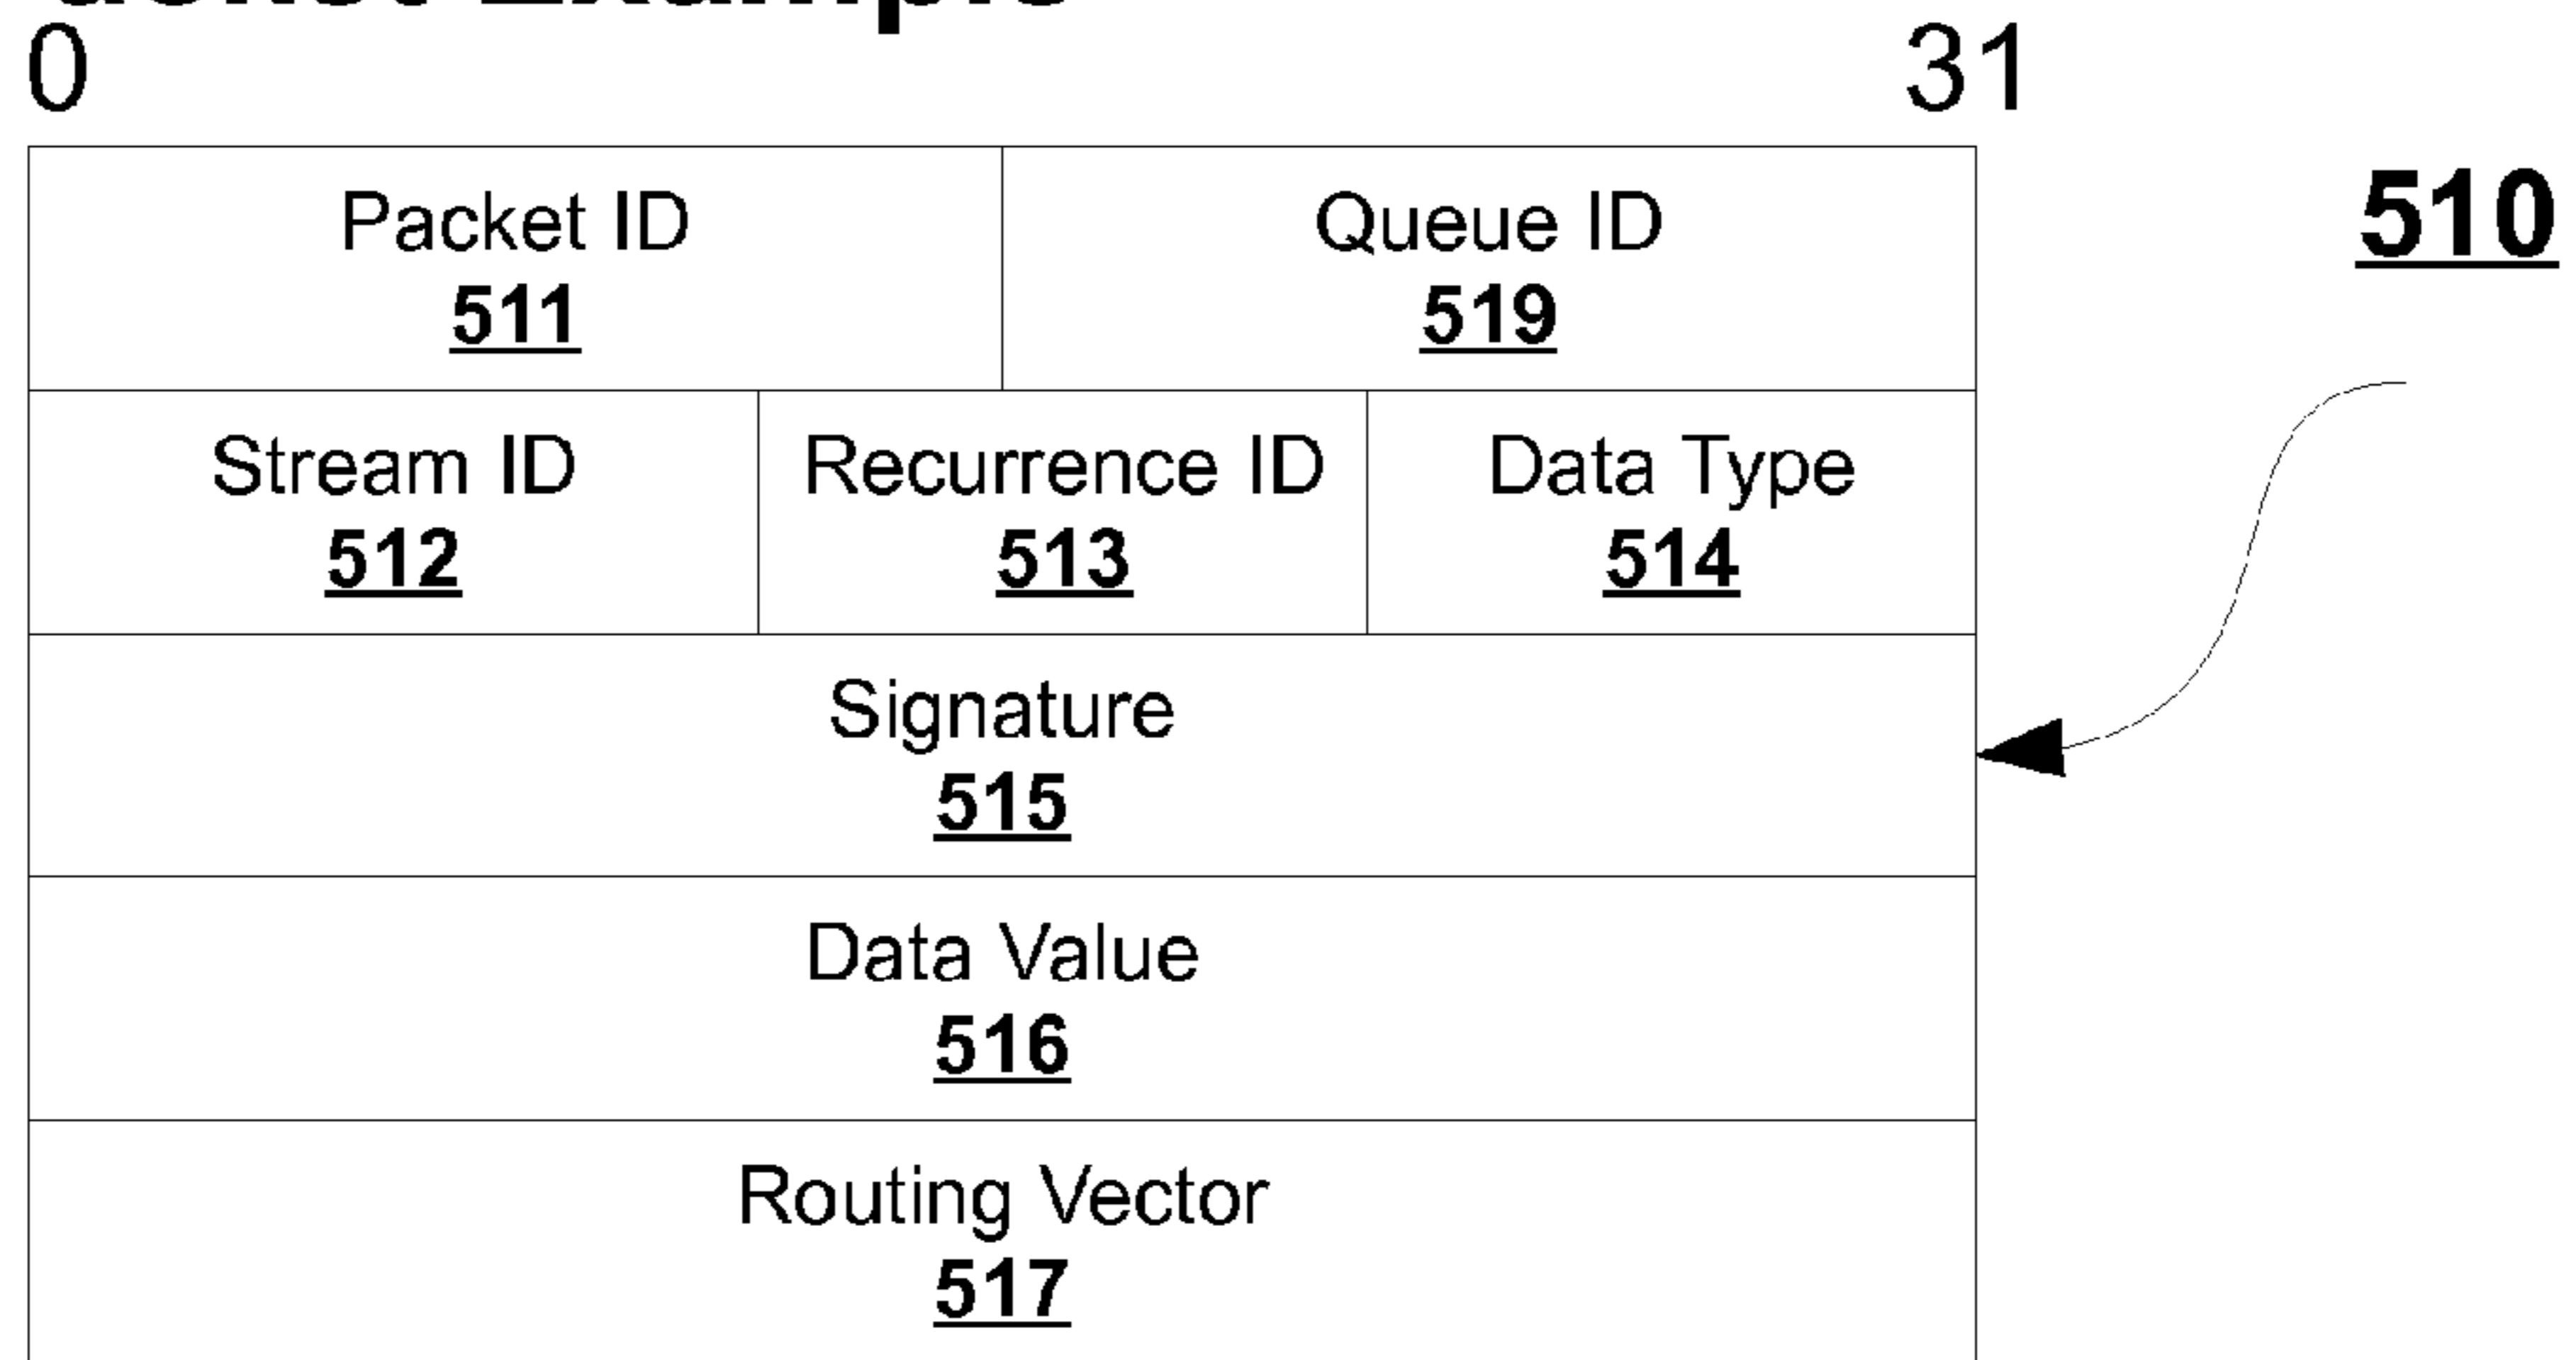 Example
0 31
Packet ID Queue ID 510
511 519
Stream ID Recurrence ID Data Type
512 513 514
Signature
515
Data Value
516
Routing Vector
517